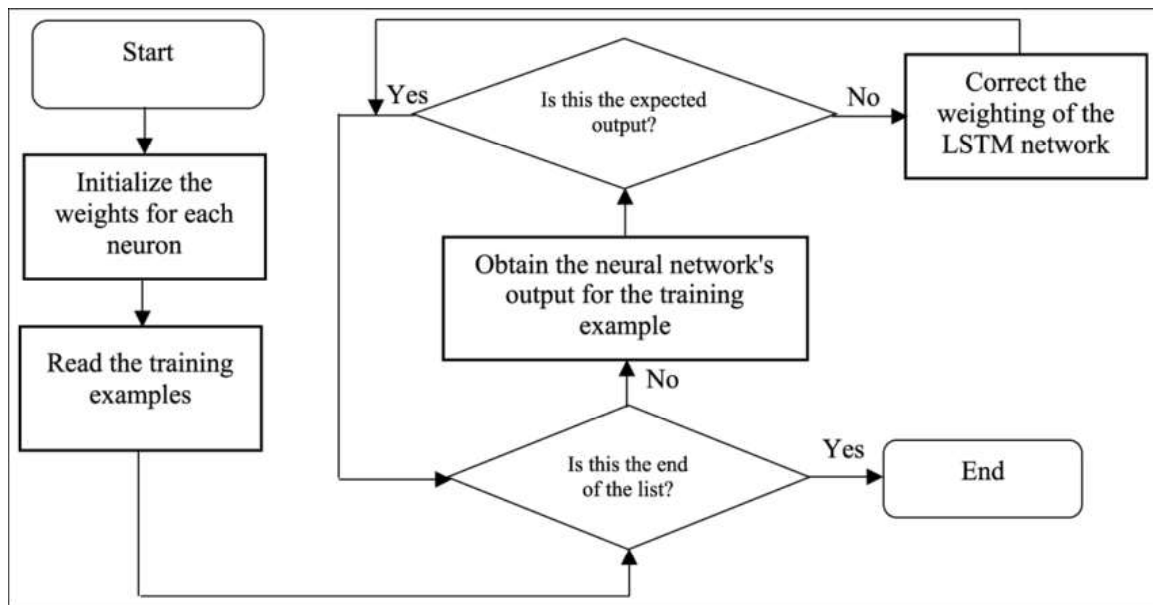 Start
Initialize the
weights for each
neuron
Read the training
examples
Yes
Is this the expected
output?
No
Correct the
weighting of the
LSTM network
Obtain the neural network's
output for the training
example
No
Is this the end
of the list?
Yes
End